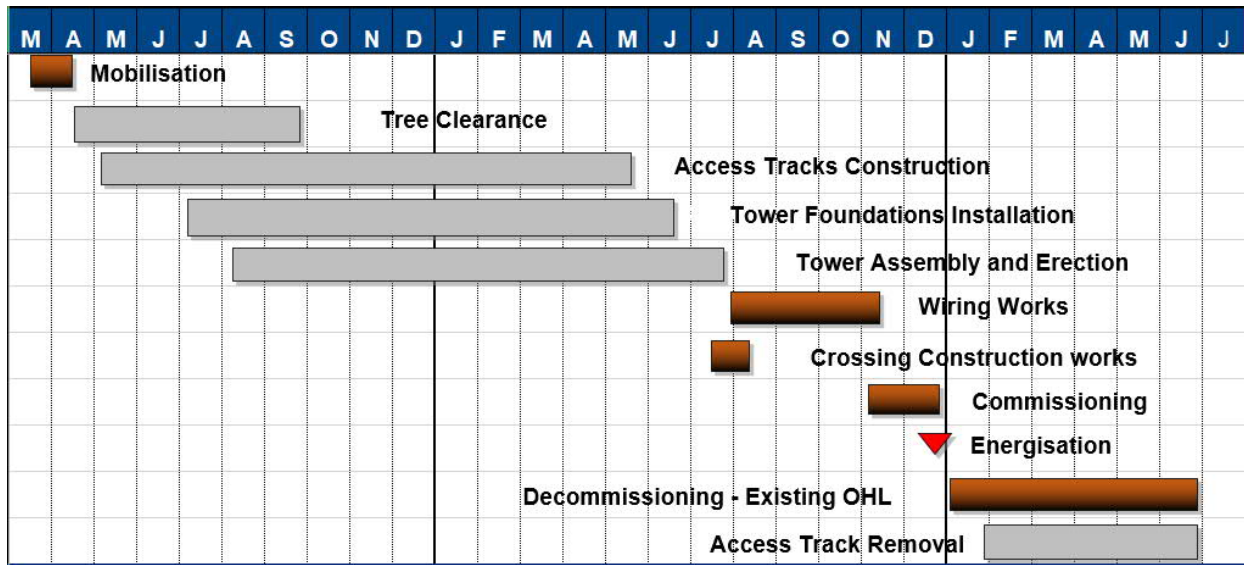 M A M J J A S O N D J F M A M J J A S O N D J F M A M J J
Mobilisation
Tree Clearance
Access Tracks Construction
Tower Foundations Installation
Tower Assembly and Erection
Wiring Works
Crossing Construction works
Commissioning
Energisation
Decommissioning - Existing OHL
Access Track Removal